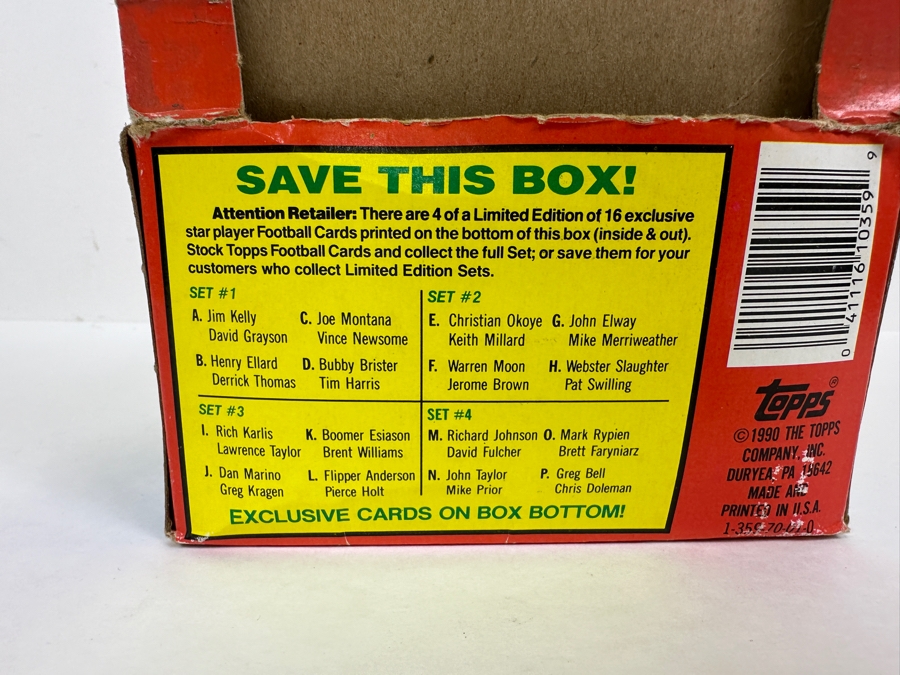 SAVE THIS BOX!
Attention Retailer: There are 4 of a Limited Edition of 16 exclusive
star player Football Cards printed on the bottom of this box (inside & out).
Stock Topps Football Cards and collect the full Set; or save them for your
customers who collect Limited Edition Sets.
SET #1
A. Jim Kelly
David Grayson
C. Joe Montana
Vince Newsome
B. Henry Ellard
Derrick Thomas
D. Bubby Brister
Tim Harris
SET #2
E. Christian Okoye
Keith Millard
G. John Elway
Mike Merriweather
F. Warren Moon
Jerome Brown
H. Webster Slaughter
Pat Swilling
SET #3
I. Rich Karlis
Lawrence Taylor
K. Boomer Esiason
Brent Williams
J. Dan Marino
Greg Kragen
L. Flipper Anderson
Pierce Holt
SET #4
M. Richard Johnson
David Fulcher
O. Mark Rypien
Brett Faryniarz
N. John Taylor
Mike Prior
P. Greg Bell
Chris Doleman
EXCLUSIVE CARDS ON BOX BOTTOM!
0 41116 10359 9
Topps®
© 1990 THE TOPPS
COMPANY, INC.
DURYEA, PA 18642
MADE AND
PRINTED IN U.S.A.